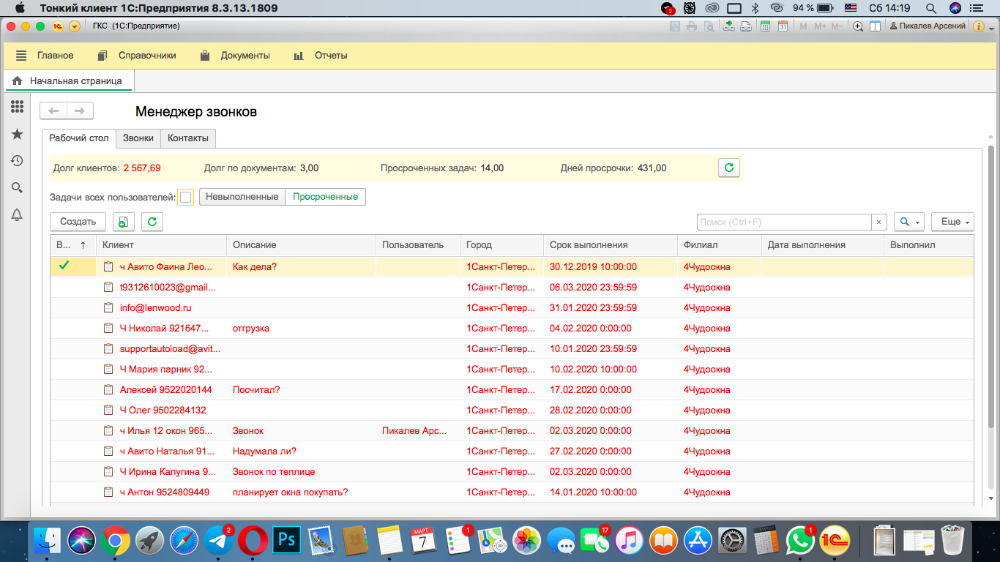 Тонкий клиент 1С:Предприятия 8.3.13.1809 2 94 % Сб 14:19
1С ГКС (1С:Предприятие) 31 M M+ M- Пикалев Арсений
Главное Справочники Документы Отчеты
Начальная страница
Менеджер звонков
Рабочий стол Звонки Контакты
Долг клиентов: 2 567,69 Долг по документам: 3,00 Просроченных задач: 14,00 Дней просрочки: 431,00
Задачи всех пользователей: Невыполненные Просроченные
Создать Поиск (Ctrl+F) × Еще
В... ↑ Клиент Описание Пользователь Город Срок выполнения Филиал Дата выполнения Выполнил
ч Авито Фаина Лео... Как дела? 1Санкт-Петер... 30.12.2019 10:00:00 4Чудоокна
t9312610023@gmail... 1Санкт-Петер... 06.03.2020 23:59:59 4Чудоокна
info@lenwood.ru 1Санкт-Петер... 31.01.2020 23:59:59 4Чудоокна
Ч Николай 921647... отгрузка 1Санкт-Петер... 04.02.2020 0:00:00 4Чудоокна
supportautoload@avit... 1Санкт-Петер... 10.01.2020 23:59:59 4Чудоокна
Ч Мария парник 92... 1Санкт-Петер... 10.02.2020 10:00:00 4Чудоокна
Алексей 9522020144 Посчитал? 1Санкт-Петер... 17.02.2020 0:00:00 4Чудоокна
Ч Олег 9502284132 1Санкт-Петер... 28.02.2020 0:00:00 4Чудоокна
ч Илья 12 окон 965... Звонок Пикалев Арс... 1Санкт-Петер... 02.03.2020 0:00:00 4Чудоокна
ч Авито Наталья 91... Надумала ли? 1Санкт-Петер... 27.02.2020 0:00:00 4Чудоокна
Ч Ирина Калугина 9... Звонок по теплице 1Санкт-Петер... 02.03.2020 0:00:00 4Чудоокна
ч Антон 9524809449 планирует окна покупать? 1Санкт-Петер... 14.01.2020 10:00:00 4Чудоокна
2 Ps МАРТ 7 1 17 1 1С